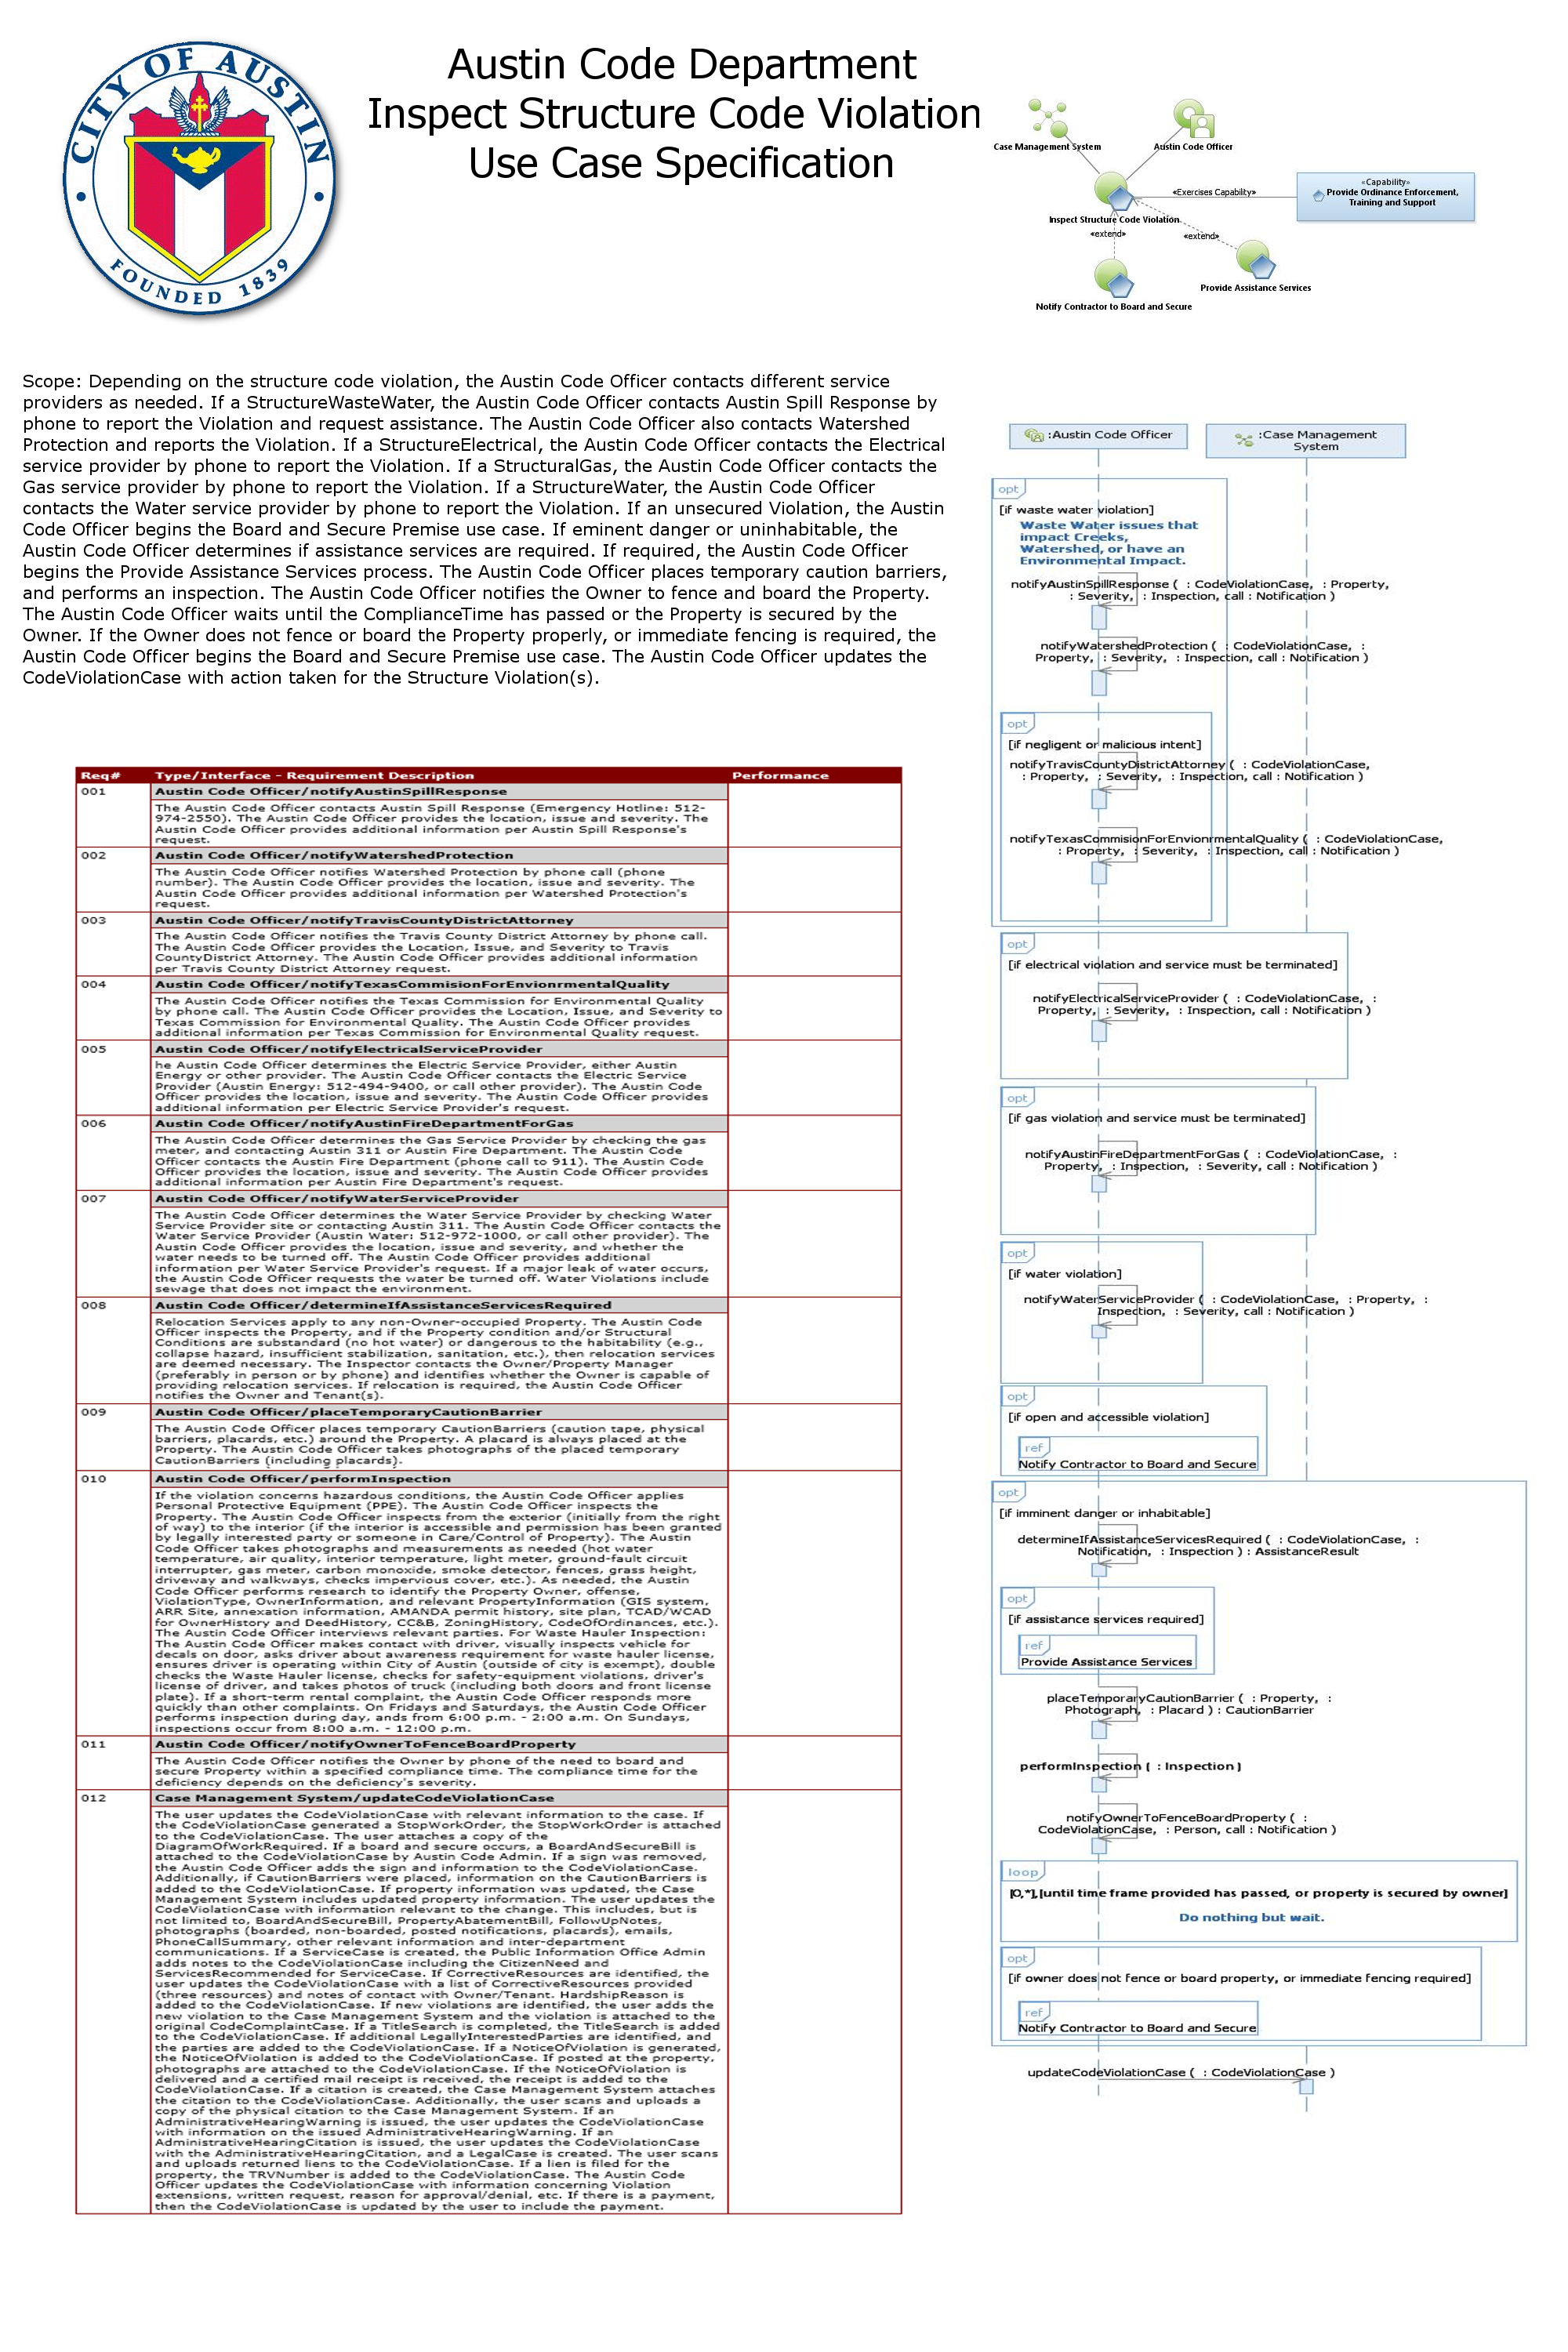 CITY OF AUSTIN
FOUNDED 1839
Austin Code Department
Inspect Structure Code Violation
Use Case Specification
Case Management System
Austin Code Officer
Inspect Structure Code Violation
«Exercises Capability»
«Capability»
Provide Ordinance Enforcement,
Training and Support
«extend»
«extend»
Provide Assistance Services
Notify Contractor to Board and Secure
Scope: Depending on the structure code violation, the Austin Code Officer contacts different service
providers as needed. If a StructureWasteWater, the Austin Code Officer contacts Austin Spill Response by
phone to report the Violation and request assistance. The Austin Code Officer also contacts Watershed
Protection and reports the Violation. If a StructureElectrical, the Austin Code Officer contacts the Electrical
service provider by phone to report the Violation. If a StructuralGas, the Austin Code Officer contacts the
Gas service provider by phone to report the Violation. If a StructureWater, the Austin Code Officer
contacts the Water service provider by phone to report the Violation. If an unsecured Violation, the Austin
Code Officer begins the Board and Secure Premise use case. If eminent danger or uninhabitable, the
Austin Code Officer determines if assistance services are required. If required, the Austin Code Officer
begins the Provide Assistance Services process. The Austin Code Officer places temporary caution barriers,
and performs an inspection. The Austin Code Officer notifies the Owner to fence and board the Property.
The Austin Code Officer waits until the ComplianceTime has passed or the Property is secured by the
Owner. If the Owner does not fence or board the Property properly, or immediate fencing is required, the
Austin Code Officer begins the Board and Secure Premise use case. The Austin Code Officer updates the
CodeViolationCase with action taken for the Structure Violation(s).
Req# Type/Interface - Requirement Description Performance
001 Austin Code Officer/notifyAustinSpillResponse
The Austin Code Officer contacts Austin Spill Response (Emergency Hotline: 512-
974-2550). The Austin Code Officer provides the location, issue and severity. The
Austin Code Officer provides additional information per Austin Spill Response's
request.
002 Austin Code Officer/notifyWatershedProtection
The Austin Code Officer notifies Watershed Protection by phone call (phone
number). The Austin Code Officer provides the location, issue and severity. The
Austin Code Officer provides additional information per Watershed Protection's
request.
003 Austin Code Officer/notifyTravisCountyDistrictAttorney
The Austin Code Officer notifies the Travis County District Attorney by phone call.
The Austin Code Officer provides the Location, Issue, and Severity to Travis
CountyDistrict Attorney. The Austin Code Officer provides additional information
per Travis County District Attorney request.
004 Austin Code Officer/notifyTexasCommisionForEnvionrmentalQuality
The Austin Code Officer notifies the Texas Commission for Environmental Quality
by phone call. The Austin Code Officer provides the Location, Issue, and Severity to
Texas Commission for Environmental Quality. The Austin Code Officer provides
additional information per Texas Commission for Environmental Quality request.
005 Austin Code Officer/notifyElectricalServiceProvider
he Austin Code Officer determines the Electric Service Provider, either Austin
Energy or other provider. The Austin Code Officer contacts the Electric Service
Provider (Austin Energy: 512-494-9400, or call other provider). The Austin Code
Officer provides the location, issue and severity. The Austin Code Officer provides
additional information per Electric Service Provider's request.
006 Austin Code Officer/notifyAustinFireDepartmentForGas
The Austin Code Officer determines the Gas Service Provider by checking the gas
meter, and contacting Austin 311 or Austin Fire Department. The Austin Code
Officer contacts the Austin Fire Department (phone call to 911). The Austin Code
Officer provides the location, issue and severity. The Austin Code Officer provides
additional information per Austin Fire Department's request.
007 Austin Code Officer/notifyWaterServiceProvider
The Austin Code Officer determines the Water Service Provider by checking Water
Service Provider site or contacting Austin 311. The Austin Code Officer contacts the
Water Service Provider (Austin Water: 512-972-1000, or call other provider). The
Austin Code Officer provides the location, issue and severity, and whether the
water needs to be turned off. The Austin Code Officer provides additional
information per Water Service Provider's request. If a major leak of water occurs,
the Austin Code Officer requests the water be turned off. Water Violations include
sewage that does not impact the environment.
008 Austin Code Officer/determineIfAssistanceServicesRequired
Relocation Services apply to any non-Owner-occupied Property. The Austin Code
Officer inspects the Property, and if the Property condition and/or Structural
Conditions are substandard (no hot water) or dangerous to the habitability (e.g.,
collapse hazard, insufficient stabilization, sanitation, etc.), then relocation services
are deemed necessary. The Inspector contacts the Owner/Property Manager
(preferably in person or by phone) and identifies whether the Owner is capable of
providing relocation services. If relocation is required, the Austin Code Officer
notifies the Owner and Tenant(s).
009 Austin Code Officer/placeTemporaryCautionBarrier
The Austin Code Officer places temporary CautionBarriers (caution tape, physical
barriers, placards, etc.) around the Property. A placard is always placed at the
Property. The Austin Code Officer takes photographs of the placed temporary
CautionBarriers (including placards).
010 Austin Code Officer/performInspection
If the violation concerns hazardous conditions, the Austin Code Officer applies
Personal Protective Equipment (PPE). The Austin Code Officer inspects the
Property. The Austin Code Officer inspects from the exterior (initially from the right
of way) to the interior (if the interior is accessible and permission has been granted
by legally interested party or someone in Care/Control of Property). The Austin
Code Officer takes photographs and measurements as needed (hot water
temperature, air quality, interior temperature, light meter, ground-fault circuit
interrupter, gas meter, carbon monoxide, smoke detector, fences, grass height,
driveway and walkways, checks impervious cover, etc.). As needed, the Austin
Code Officer performs research to identify the Property Owner, offense,
ViolationType, OwnerInformation, and relevant PropertyInformation (GIS system,
ARR Site, annexation information, AMANDA permit history, site plan, TCAD/WCAD
for OwnerHistory and DeedHistory, CC&B, ZoningHistory, CodeOfOrdinances, etc.).
The Austin Code Officer interviews relevant parties. For Waste Hauler Inspection:
The Austin Code Officer makes contact with driver, visually inspects vehicle for
decals on door, asks driver about awareness requirement for waste hauler license,
ensures driver is operating within City of Austin (outside of city is exempt), double
checks the Waste Hauler license, checks for safety-equipment violations, driver's
license of driver, and takes photos of truck (including both doors and front license
plate). If a short-term rental complaint, the Austin Code Officer responds more
quickly than other complaints. On Fridays and Saturdays, the Austin Code Officer
performs inspection during day, ands from 6:00 p.m. - 2:00 a.m. On Sundays,
inspections occur from 8:00 a.m. - 12:00 p.m.
011 Austin Code Officer/notifyOwnerToFenceBoardProperty
The Austin Code Officer notifies the Owner by phone of the need to board and
secure Property within a specified compliance time. The compliance time for the
deficiency depends on the deficiency's severity.
012 Case Management System/updateCodeViolationCase
The user updates the CodeViolationCase with relevant information to the case. If
the CodeViolationCase generated a StopWorkOrder, the StopWorkOrder is attached
to the CodeViolationCase. The user attaches a copy of the
DiagramOfWorkRequired. If a board and secure occurs, a BoardAndSecureBill is
attached to the CodeViolationCase by Austin Code Admin. If a sign was removed,
the Austin Code Officer adds the sign and information to the CodeViolationCase.
Additionally, if CautionBarriers were placed, information on the CautionBarriers is
added to the CodeViolationCase. If property information was updated, the Case
Management System includes updated property information. The user updates the
CodeViolationCase with information relevant to the change. This includes, but is
not limited to, BoardAndSecureBill, PropertyAbatementBill, FollowUpNotes,
photographs (boarded, non-boarded, posted notifications, placards), emails,
PhoneCallSummary, other relevant information and inter-department
communications. If a ServiceCase is created, the Public Information Office Admin
adds notes to the CodeViolationCase including the CitizenNeed and
ServicesRecommended for ServiceCase. If CorrectiveResources are identified, the
user updates the CodeViolationCase with a list of CorrectiveResources provided
(three resources) and notes of contact with Owner/Tenant. HardshipReason is
added to the CodeViolationCase. If new violations are identified, the user adds the
new violation to the Case Management System and the violation is attached to the
original CodeComplaintCase. If a TitleSearch is completed, the TitleSearch is added
to the CodeViolationCase. If additional LegallyInterestedParties are identified, and
the parties are added to the CodeViolationCase. If a NoticeOfViolation is generated,
the NoticeOfViolation is added to the CodeViolationCase. If posted at the property,
photographs are attached to the CodeViolationCase. If the NoticeOfViolation is
delivered and a certified mail receipt is received, the receipt is added to the
CodeViolationCase. If a citation is created, the Case Management System attaches
the citation to the CodeViolationCase. Additionally, the user scans and uploads a
copy of the physical citation to the Case Management System. If an
AdministrativeHearingWarning is issued, the user updates the CodeViolationCase
with information on the issued AdministrativeHearingWarning. If an
AdministrativeHearingCitation is issued, the user updates the CodeViolationCase
with the AdministrativeHearingCitation, and a LegalCase is created. The user scans
and uploads returned liens to the CodeViolationCase. If a lien is filed for the
property, the TRVNumber is added to the CodeViolationCase. The Austin Code
Officer updates the CodeViolationCase with information concerning Violation
extensions, written request, reason for approval/denial, etc. If there is a payment,
then the CodeViolationCase is updated by the user to include the payment.
:Austin Code Officer
:Case Management
System
opt
[if waste water violation]
Waste Water issues that
impact Creeks,
Watershed, or have an
Environmental Impact.
notifyAustinSpillResponse ( : CodeViolationCase, : Property,
: Severity, : Inspection, call : Notification )
notifyWatershedProtection ( : CodeViolationCase, :
Property, : Severity, : Inspection, call : Notification )
opt
[if negligent or malicious intent]
notifyTravisCountyDistrictAttorney ( : CodeViolationCase,
: Property, : Severity, : Inspection, call : Notification )
notifyTexasCommisionForEnvionrmentalQuality ( : CodeViolationCase,
: Property, : Severity, : Inspection, call : Notification )
opt
[if electrical violation and service must be terminated]
notifyElectricalServiceProvider ( : CodeViolationCase, :
Property, : Severity, : Inspection, call : Notification )
opt
[if gas violation and service must be terminated]
notifyAustinFireDepartmentForGas ( : CodeViolationCase, :
Property, : Inspection, : Severity, call : Notification )
opt
[if water violation]
notifyWaterServiceProvider ( : CodeViolationCase, : Property, :
Inspection, : Severity, call : Notification )
opt
[if open and accessible violation]
ref
Notify Contractor to Board and Secure
opt
[if imminent danger or inhabitable]
determineIfAssistanceServicesRequired ( : CodeViolationCase, :
Notification, : Inspection ) : AssistanceResult
opt
[if assistance services required]
ref
Provide Assistance Services
placeTemporaryCautionBarrier ( : Property, :
Photograph, : Placard ) : CautionBarrier
performInspection ( : Inspection )
notifyOwnerToFenceBoardProperty ( :
CodeViolationCase, : Person, call : Notification )
loop
[0,*],[until time frame provided has passed, or property is secured by owner]
Do nothing but wait.
opt
[if owner does not fence or board property, or immediate fencing required]
ref
Notify Contractor to Board and Secure
updateCodeViolationCase ( : CodeViolationCase )